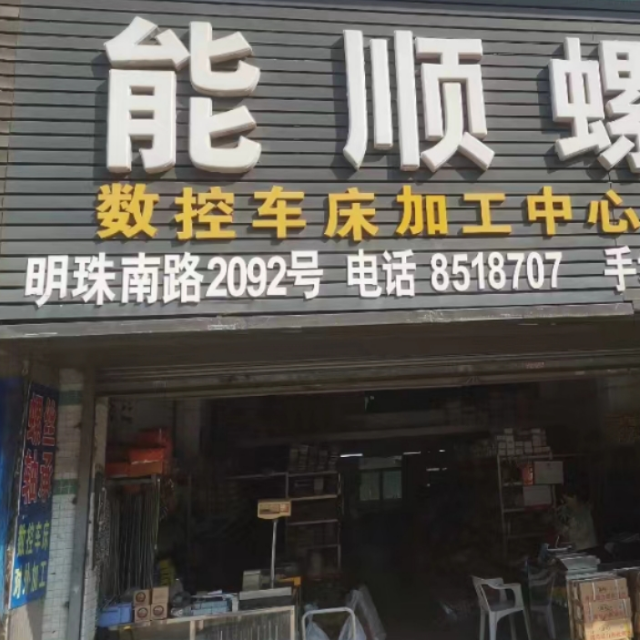 能顺螺
数控车床加工中心
明珠南路2092号 电话 8518707 手